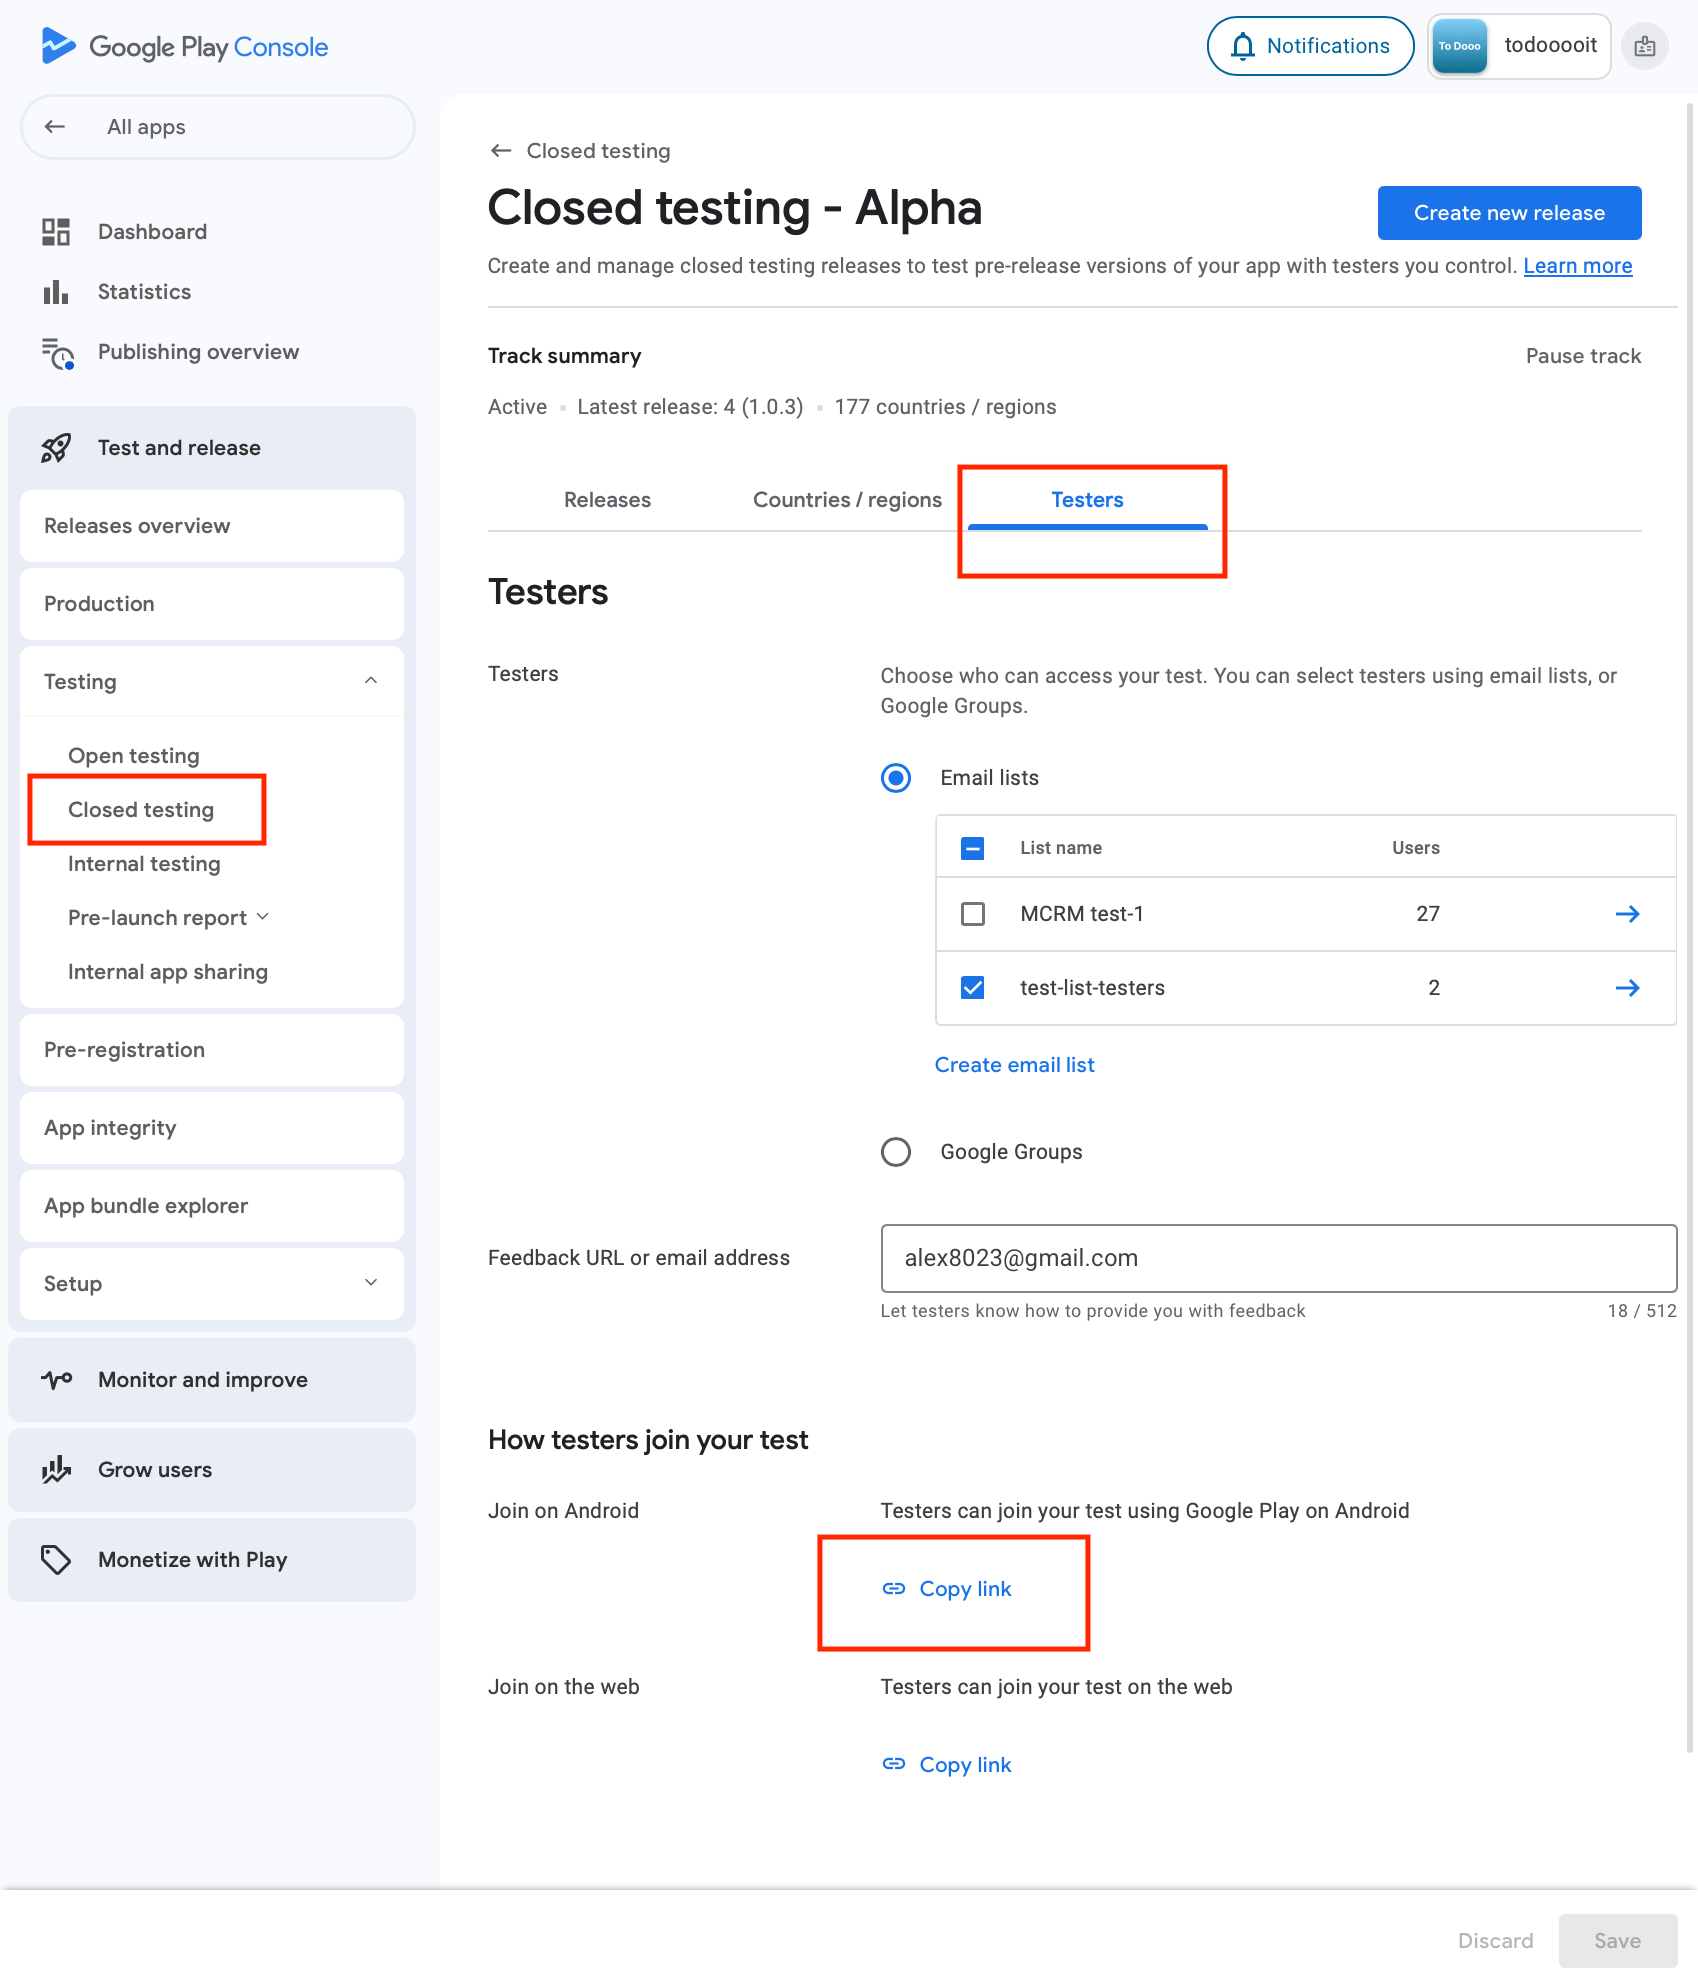 Google Play Console
Notifications
To Dooo
todooooit
All apps
Dashboard
Statistics
Publishing overview
Test and release
Releases overview
Production
Testing
Open testing
Closed testing
Internal testing
Pre-launch report
Internal app sharing
Pre-registration
App integrity
App bundle explorer
Setup
Monitor and improve
Grow users
Monetize with Play
Closed testing
Closed testing - Alpha
Create new release
Create and manage closed testing releases to test pre-release versions of your app with testers you control. Learn more
Track summary
Pause track
Active • Latest release: 4 (1.0.3) • 177 countries / regions
Releases
Countries / regions
Testers
Testers
Testers
Choose who can access your test. You can select testers using email lists, or
Google Groups.
Email lists
List name
Users
MCRM test-1
27
test-list-testers
2
Create email list
Google Groups
Feedback URL or email address
alex8023@gmail.com
Let testers know how to provide you with feedback
18 / 512
How testers join your test
Join on Android
Testers can join your test using Google Play on Android
Copy link
Join on the web
Testers can join your test on the web
Copy link
Discard
Save